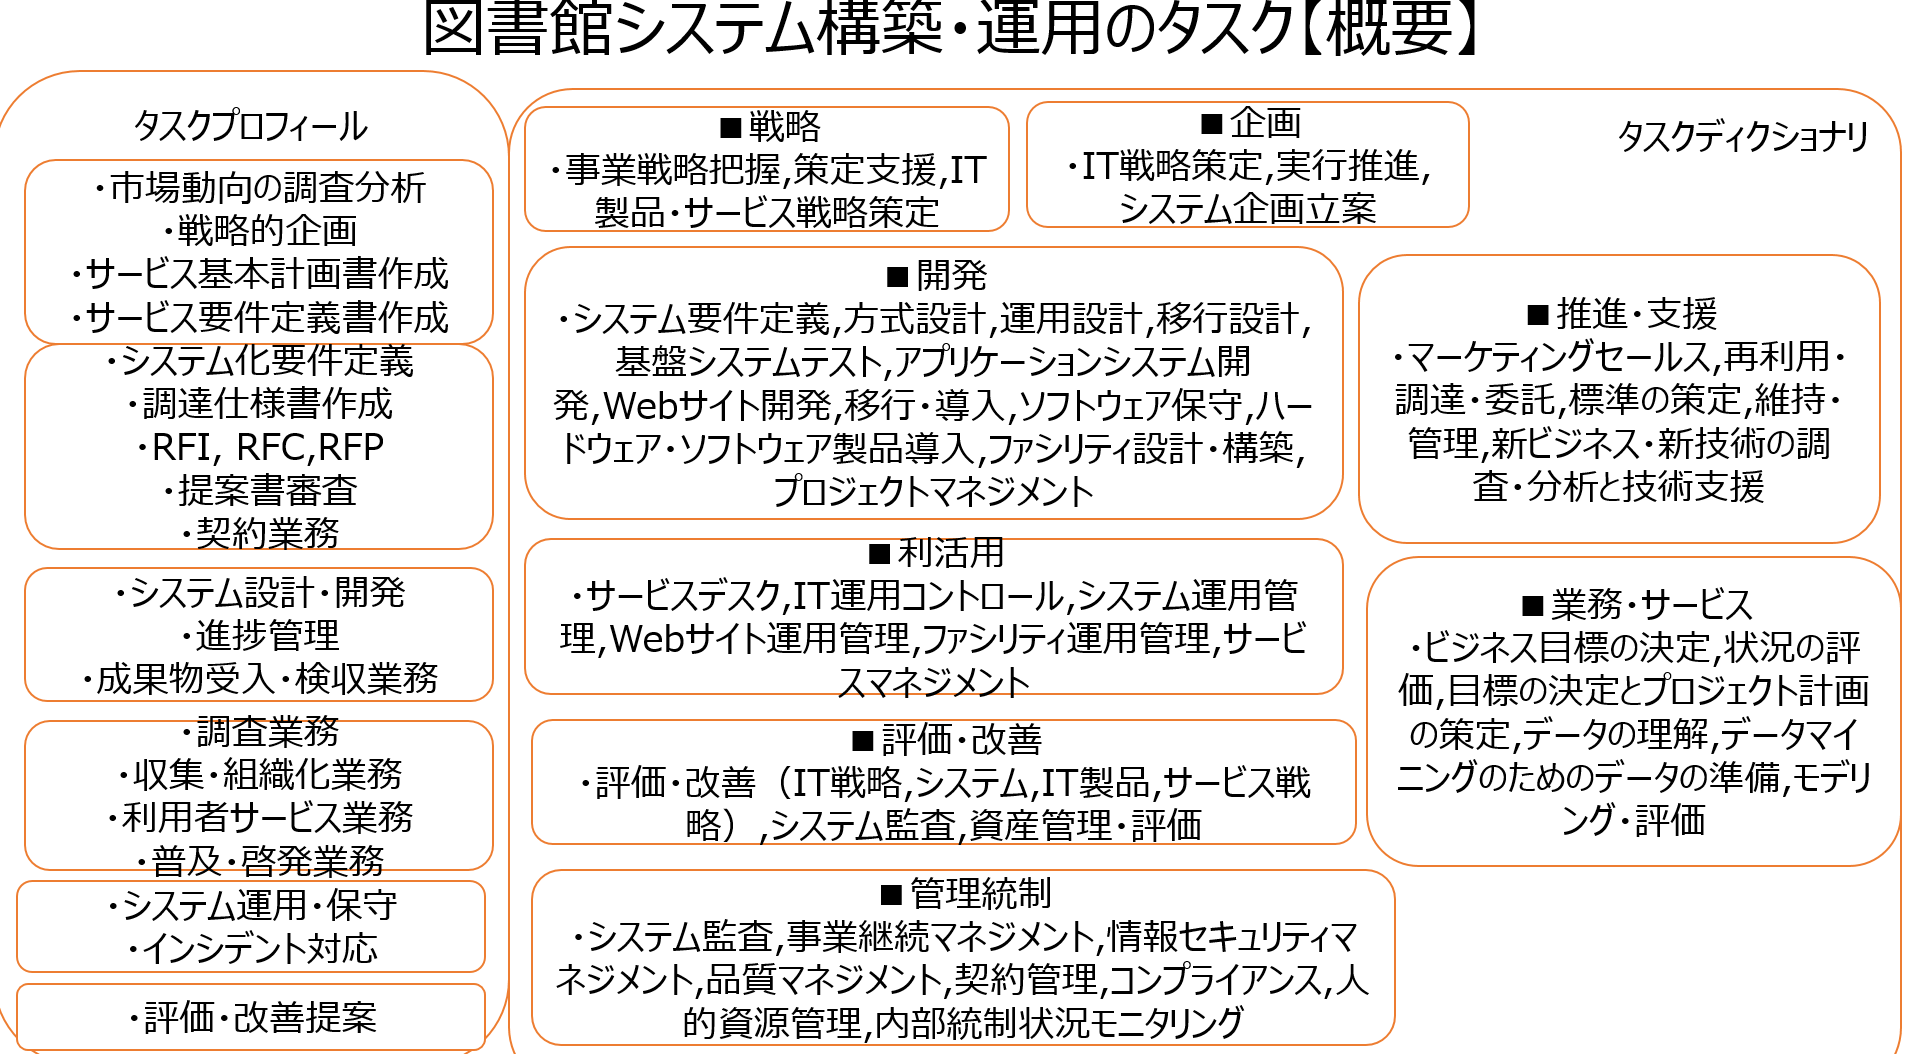 図書館システム構築・運用のタスク【概要】
タスクプロフィール
・市場動向の調査分析
・戦略的企画
・サービス基本計画書作成
・サービス要件定義書作成
・システム化要件定義
・調達仕様書作成
・RFI, RFC,RFP
・提案書審査
・契約業務
・システム設計・開発
・進捗管理
・成果物受入・検収業務
・調査業務
・収集・組織化業務
・利用者サービス業務
・普及・啓発業務
・システム運用・保守
・インシデント対応
・評価・改善提案
タスクディクショナリ
■戦略
・事業戦略把握,策定支援,IT
製品・サービス戦略策定
■企画
・IT戦略策定,実行推進,
システム企画立案
■開発
・システム要件定義,方式設計,運用設計,移行設計,
基盤システムテスト,アプリケーションシステム開
発,Webサイト開発,移行・導入,ソフトウェア保守,ハー
ドウェア・ソフトウェア製品導入,ファシリティ設計・構築,
プロジェクトマネジメント
■推進・支援
・マーケティングセールス,再利用・
調達・委託,標準の策定,維持・
管理,新ビジネス・新技術の調
査・分析と技術支援
■利活用
・サービスデスク,IT運用コントロール,システム運用管
理,Webサイト運用管理,ファシリティ運用管理,サービ
スマネジメント
■業務・サービス
・ビジネス目標の決定,状況の評
価,目標の決定とプロジェクト計画
の策定,データの理解,データマイ
ニングのためのデータの準備,モデリ
ング・評価
■評価・改善
・評価・改善（IT戦略,システム,IT製品,サービス戦
略）,システム監査,資産管理・評価
■管理統制
・システム監査,事業継続マネジメント,情報セキュリティマ
ネジメント,品質マネジメント,契約管理,コンプライアンス,人
的資源管理,内部統制状況モニタリング